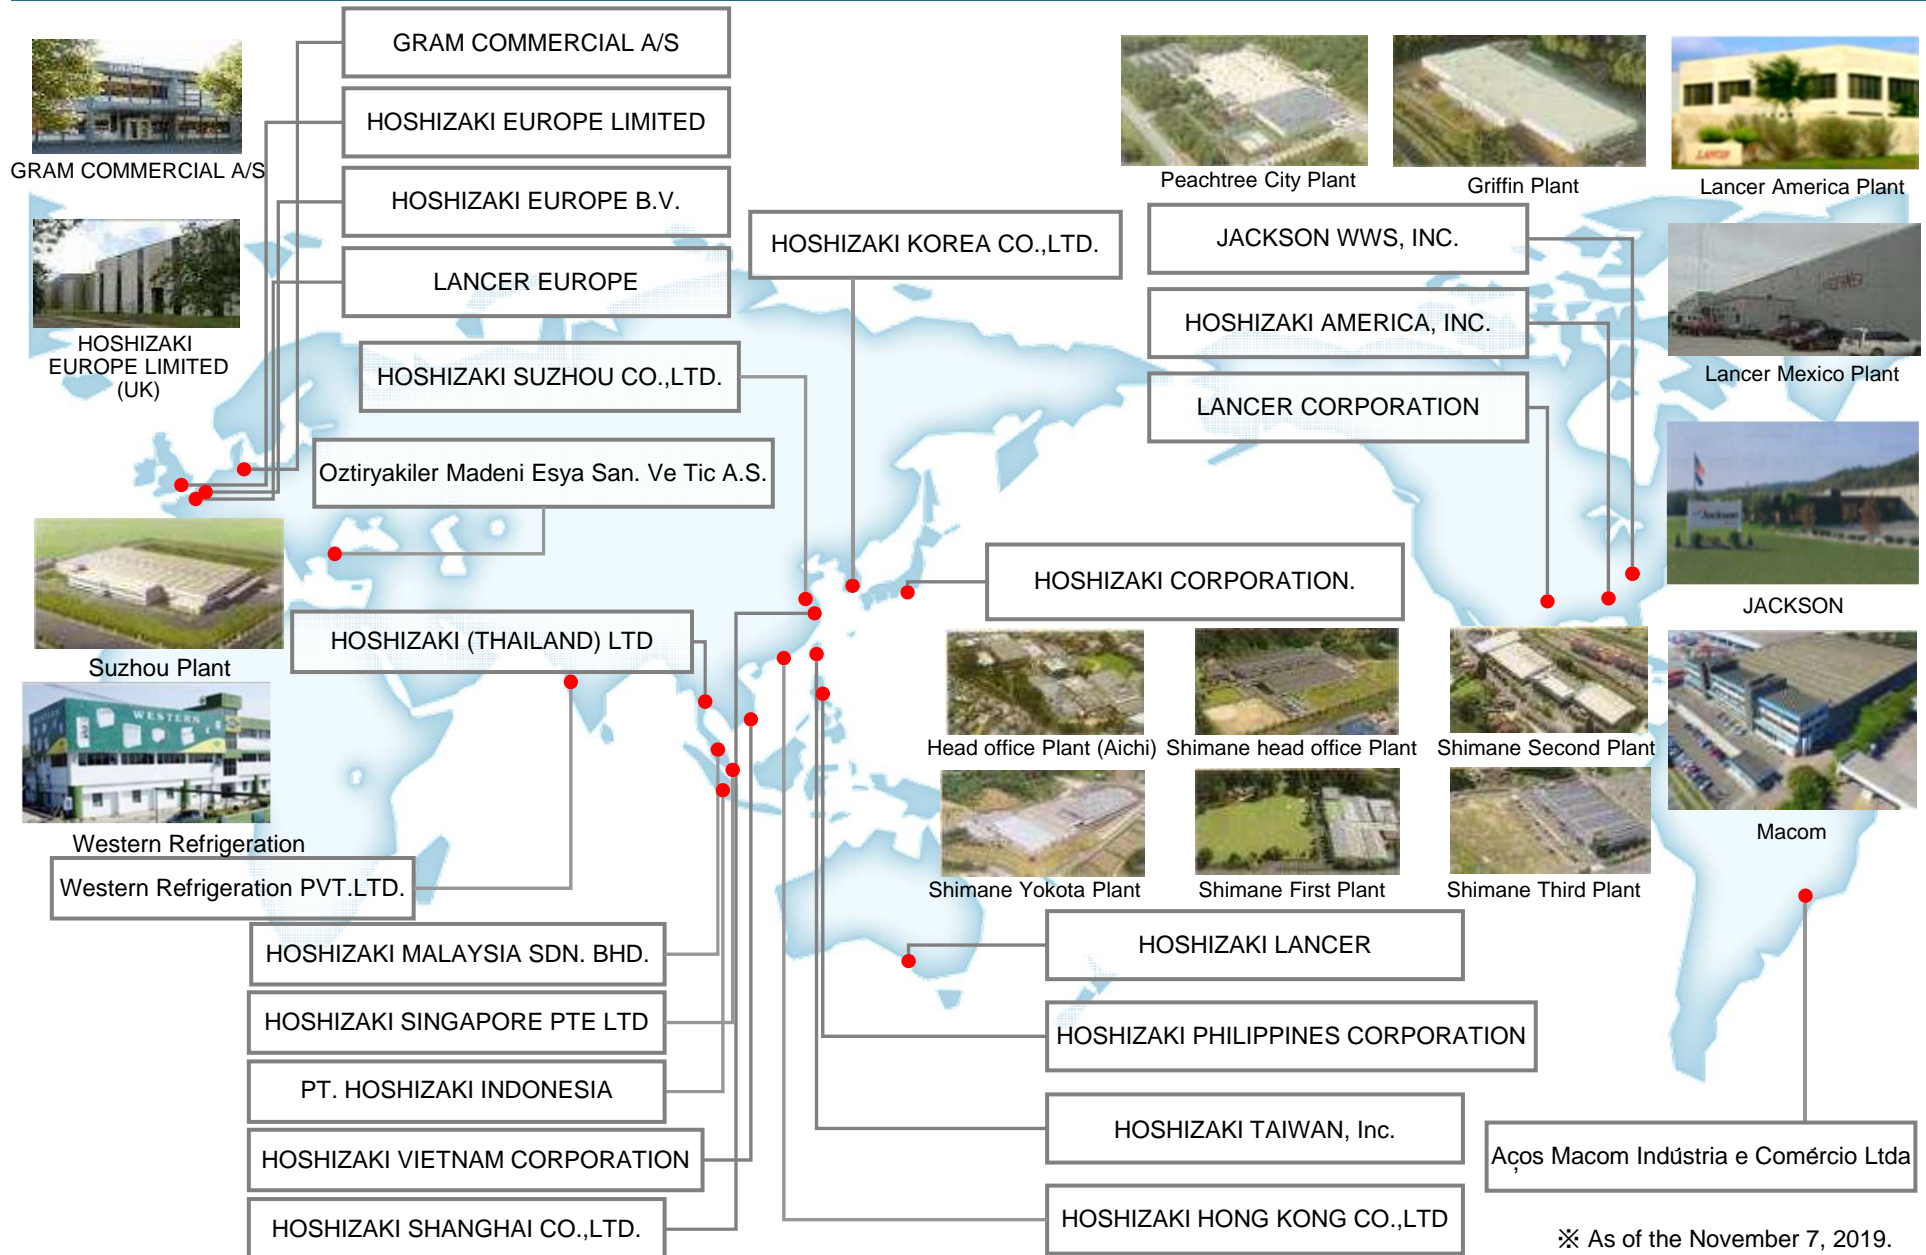 GRAM COMMERCIAL A/S
HOSHIZAKI EUROPE LIMITED
HOSHIZAKI EUROPE B.V.
LANCER EUROPE
GRAM COMMERCIAL A/S
HOSHIZAKI
EUROPE LIMITED
(UK)
HOSHIZAKI KOREA CO.,LTD.
Peachtree City Plant
Griffin Plant
LANCER
Lancer America Plant
JACKSON WWS, INC.
HOSHIZAKI AMERICA, INC.
LANCER CORPORATION
Lancer Mexico Plant
HOSHIZAKI SUZHOU CO.,LTD.
Oztiryakiler Madeni Esya San. Ve Tic A.S.
Jackson
JACKSON
HOSHIZAKI CORPORATION.
HOSHIZAKI (THAILAND) LTD
Suzhou Plant
WESTERN
Western Refrigeration
Western Refrigeration PVT.LTD.
Head office Plant (Aichi)
Shimane head office Plant
Shimane Second Plant
Shimane Yokota Plant
Shimane First Plant
Shimane Third Plant
Macom
HOSHIZAKI MALAYSIA SDN. BHD.
HOSHIZAKI SINGAPORE PTE LTD
PT. HOSHIZAKI INDONESIA
HOSHIZAKI VIETNAM CORPORATION
HOSHIZAKI SHANGHAI CO.,LTD.
HOSHIZAKI LANCER
HOSHIZAKI PHILIPPINES CORPORATION
HOSHIZAKI TAIWAN, Inc.
HOSHIZAKI HONG KONG CO.,LTD
Aços Macom Indústria e Comércio Ltda
※ As of the November 7, 2019.